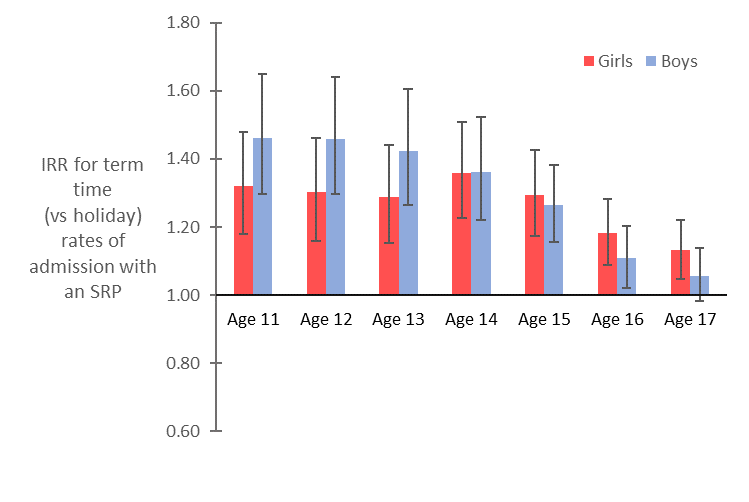 1.80
Girls Boys
1.60
1.40
IRR for term
time
(vs holiday)
rates of
admission with
an SRP
1.20
1.00
Age 11 Age 12 Age 13 Age 14 Age 15 Age 16 Age 17
0.80
0.60